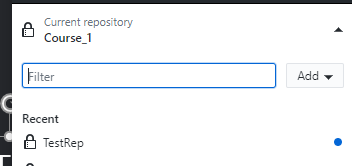 Current repository
Course_1
Filter
Add
Recent
TestRep